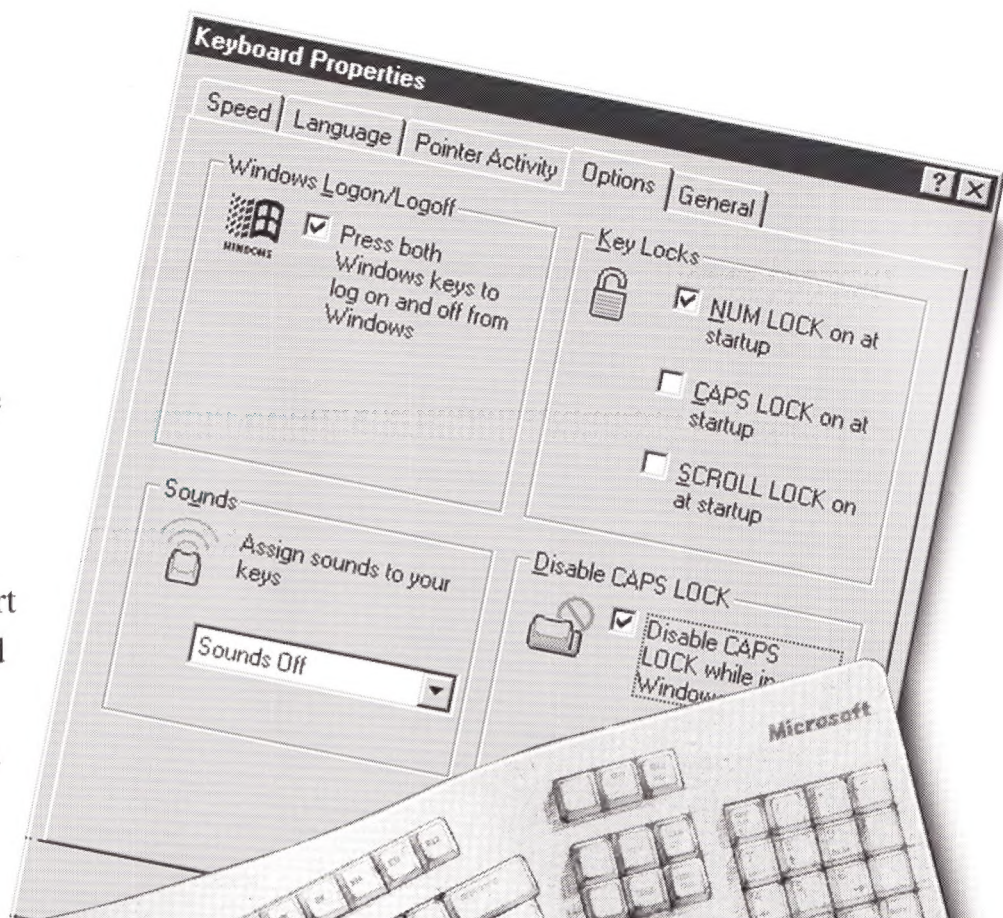 Keyboard Properties
? X
Speed
Language
Pointer Activity
Options
General
Windows Logon/Logoff
WINDOWS
Press both
Windows keys to
log on and off from
Windows
Key Locks
NUM LOCK on at
startup
CAPS LOCK on at
startup
SCROLL LOCK on
at startup
Sounds
Assign sounds to your
keys
Sounds Off
Disable CAPS LOCK
Disable CAPS
LOCK while in
Microsoft